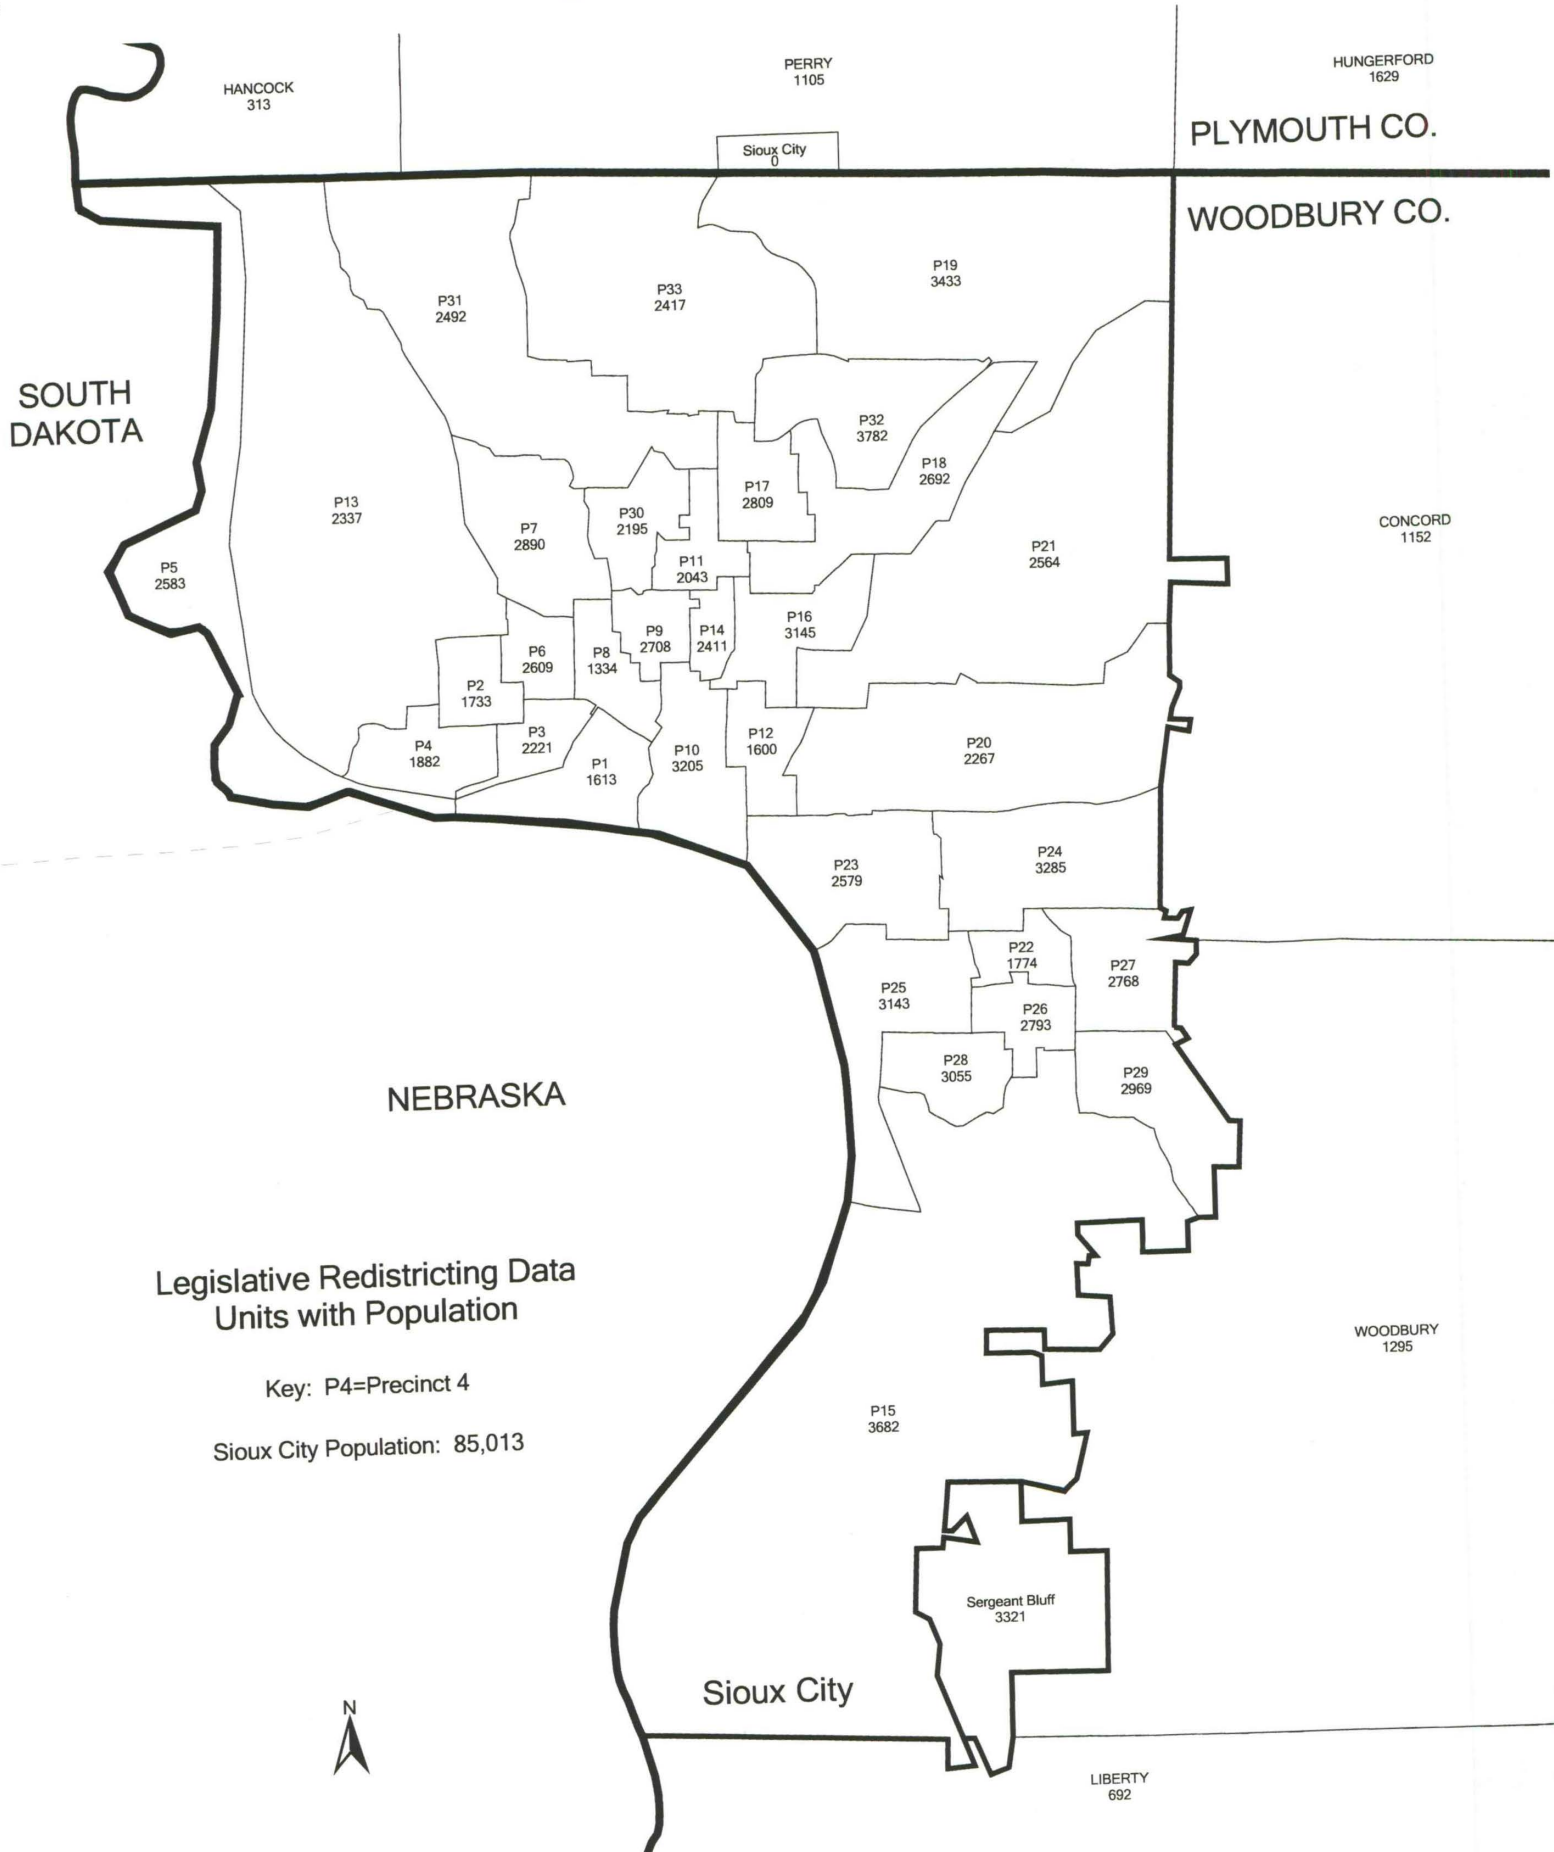 HANCOCK
313
PERRY
1105
HUNGERFORD
1629
PLYMOUTH CO.
Sioux City
0
WOODBURY CO.
P19
3433
P33
2417
P31
2492
SOUTH
DAKOTA
P32
3782
P18
2692
P17
2809
P13
2337
P30
2195
P7
2890
CONCORD
1152
P21
2564
P5
2583
P11
2043
P16
3145
P9
2708
P14
2411
P6
2609
P8
1334
P2
1733
P3
2221
P4
1882
P12
1600
P10
3205
P20
2267
P1
1613
P24
3285
P23
2579
P22
1774
P27
2768
P25
3143
P26
2793
P28
3055
P29
2969
NEBRASKA
Legislative Redistricting Data
Units with Population
Key: P4=Precinct 4
Sioux City Population: 85,013
WOODBURY
1295
P15
3682
Sergeant Bluff
3321
Sioux City
N
LIBERTY
692